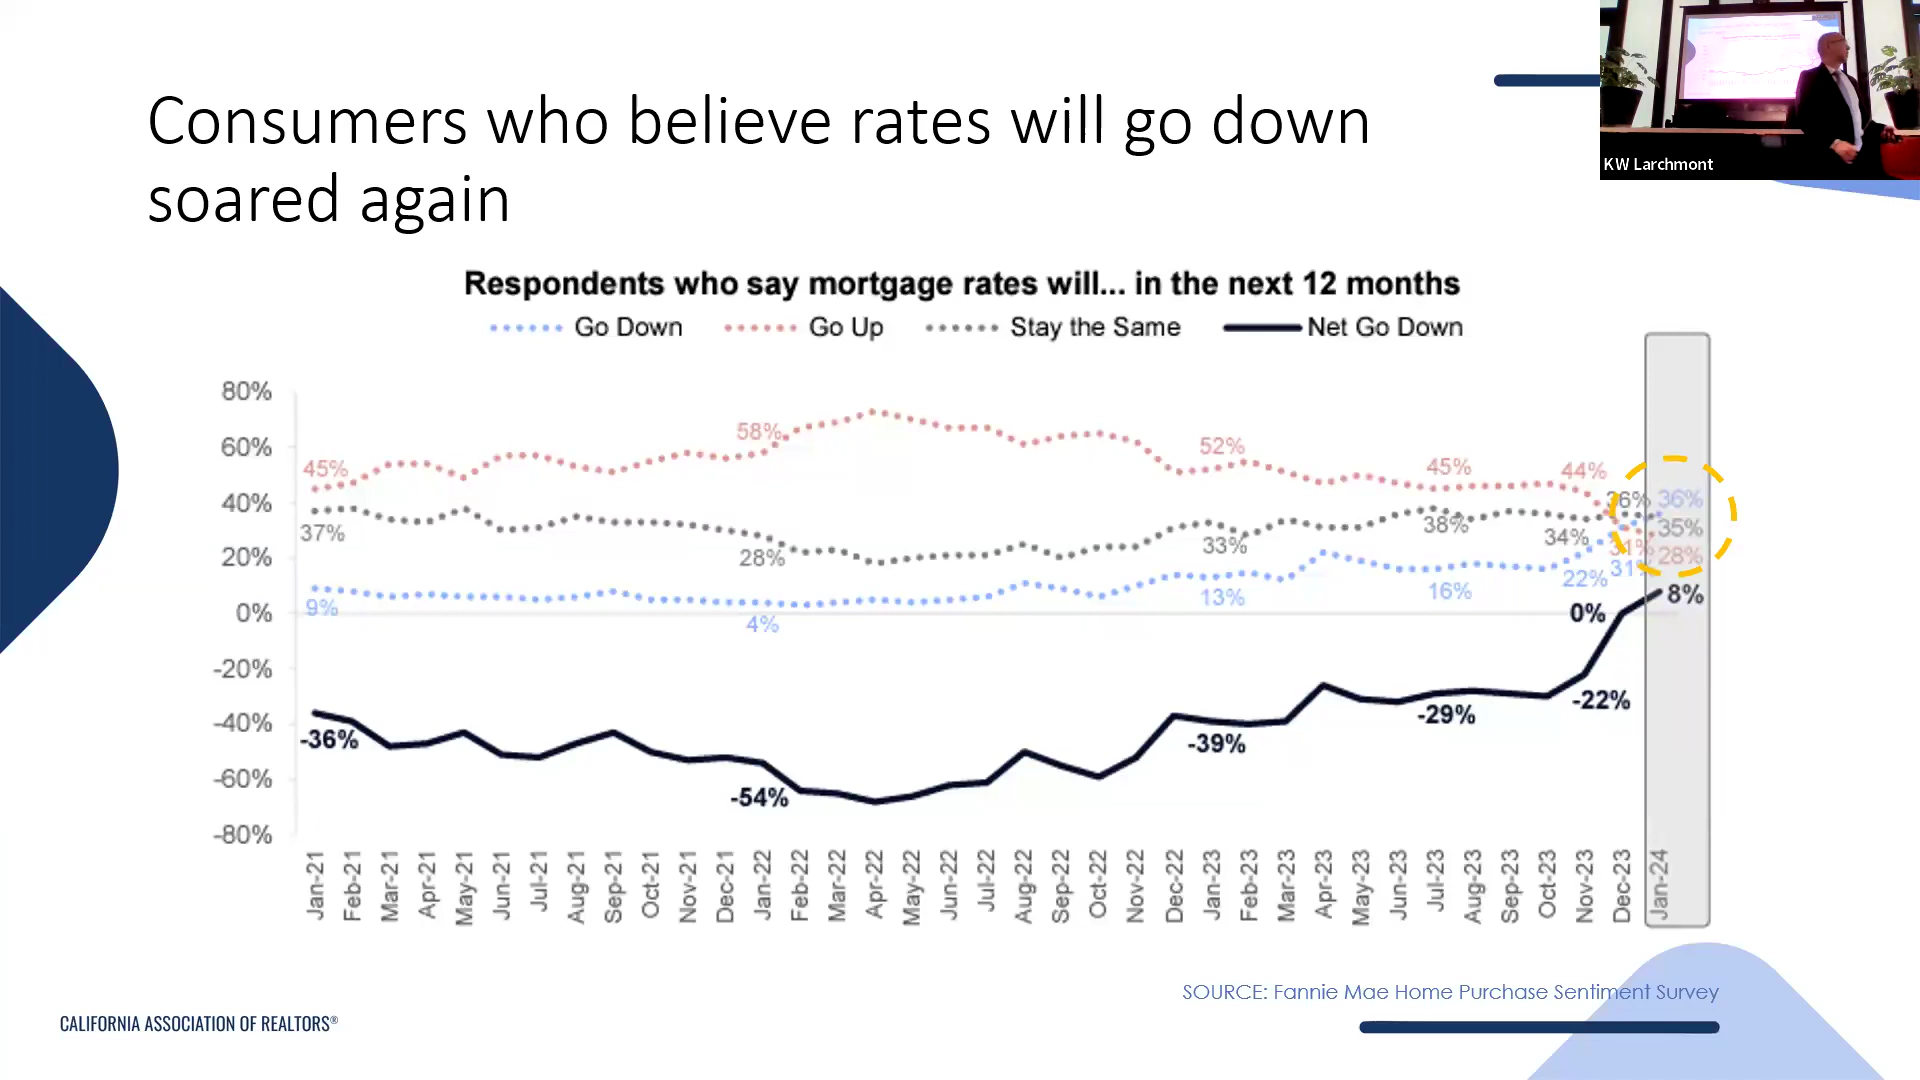 Consumers who believe rates will go down
soared again
KW Larchmont
Respondents who say mortgage rates will... in the next 12 months
Go Down Go Up Stay the Same Net Go Down
80%
60%
40%
20%
0%
-20%
-40%
-60%
-80%
45% 58% 52% 45% 44%
37% 28% 33% 38% 34% 36% 35%
9% 4% 13% 16% 22% 31% 36%
31% 28%
-36% -54% -39% -29% -22% 0% 8%
Jan-21 Feb-21 Mar-21 Apr-21 May-21 Jun-21 Jul-21 Aug-21 Sep-21 Oct-21 Nov-21 Dec-21 Jan-22 Feb-22 Mar-22 Apr-22 May-22 Jun-22 Jul-22 Aug-22 Sep-22 Oct-22 Nov-22 Dec-22 Jan-23 Feb-23 Mar-23 Apr-23 May-23 Jun-23 Jul-23 Aug-23 Sep-23 Oct-23 Nov-23 Dec-23 Jan-24
SOURCE: Fannie Mae Home Purchase Sentiment Survey
CALIFORNIA ASSOCIATION OF REALTORS®